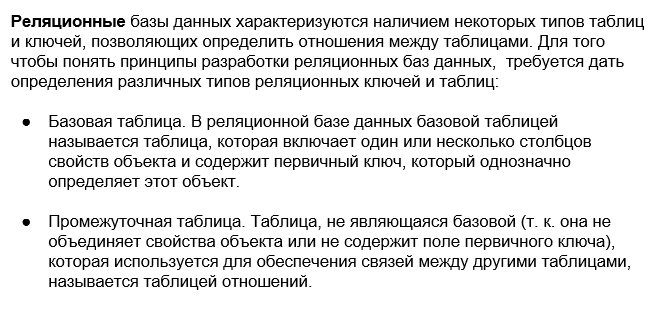 Реляционные базы данных характеризуются наличием некоторых типов таблиц
и ключей, позволяющих определить отношения между таблицами. Для того
чтобы понять принципы разработки реляционных баз данных,  требуется дать
определения различных типов реляционных ключей и таблиц:
● Базовая таблица. В реляционной базе данных базовой таблицей
называется таблица, которая включает один или несколько столбцов
свойств объекта и содержит первичный ключ, который однозначно
определяет этот объект.
● Промежуточная таблица. Таблица, не являющаяся базовой (т. к. она не
объединяет свойства объекта или не содержит поле первичного ключа),
которая используется для обеспечения связей между другими таблицами,
называется таблицей отношений.